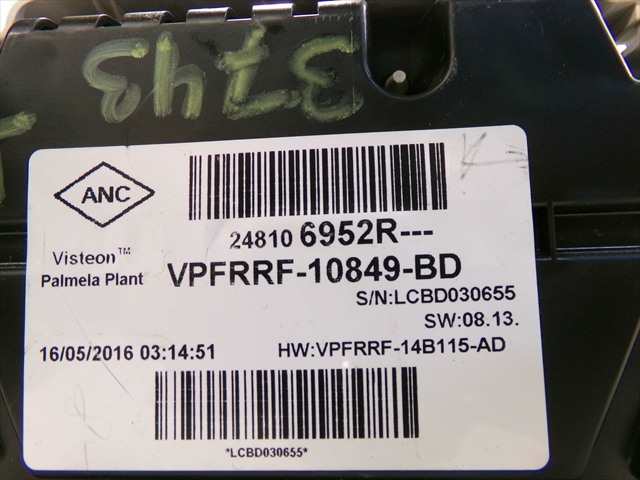 ANC
Visteon™
Palmela Plant
24810 6952R---
VPFRRF-10849-BD
S/N:LCBD030655
SW:08.13.
16/05/2016 03:14:51
HW:VPFRRF-14B115-AD
*LCBD030655*